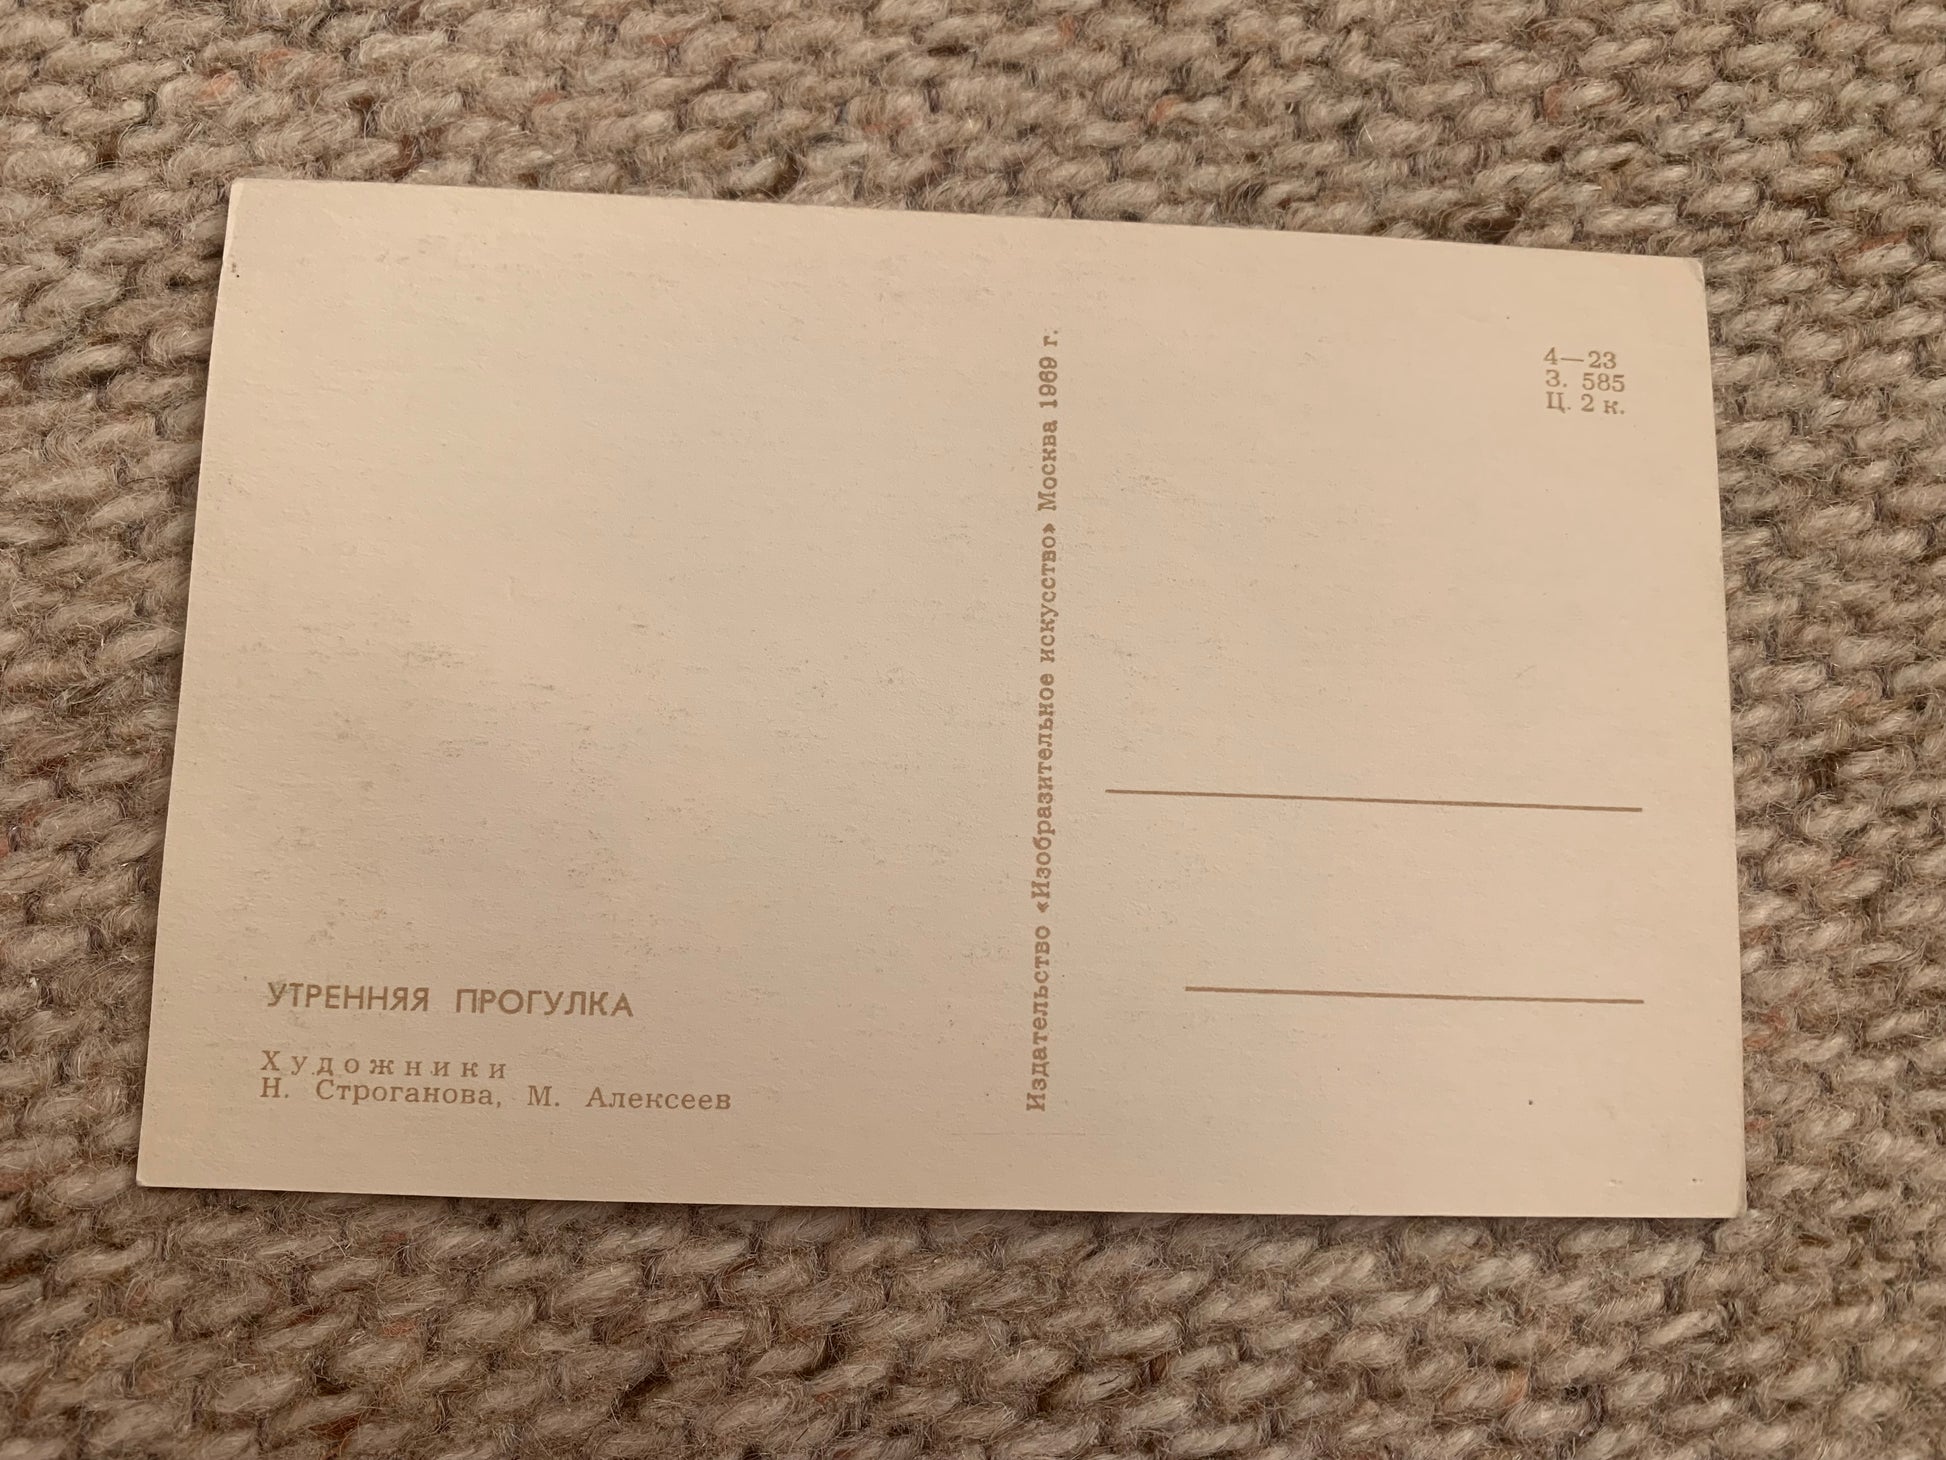 УТРЕННЯЯ ПРОГУЛКА
Художники
Н. Строганова, М. Алексеев
Издательство «Изобразительное искусство» Москва 1969 г.
4—23
З. 585
Ц. 2 к.